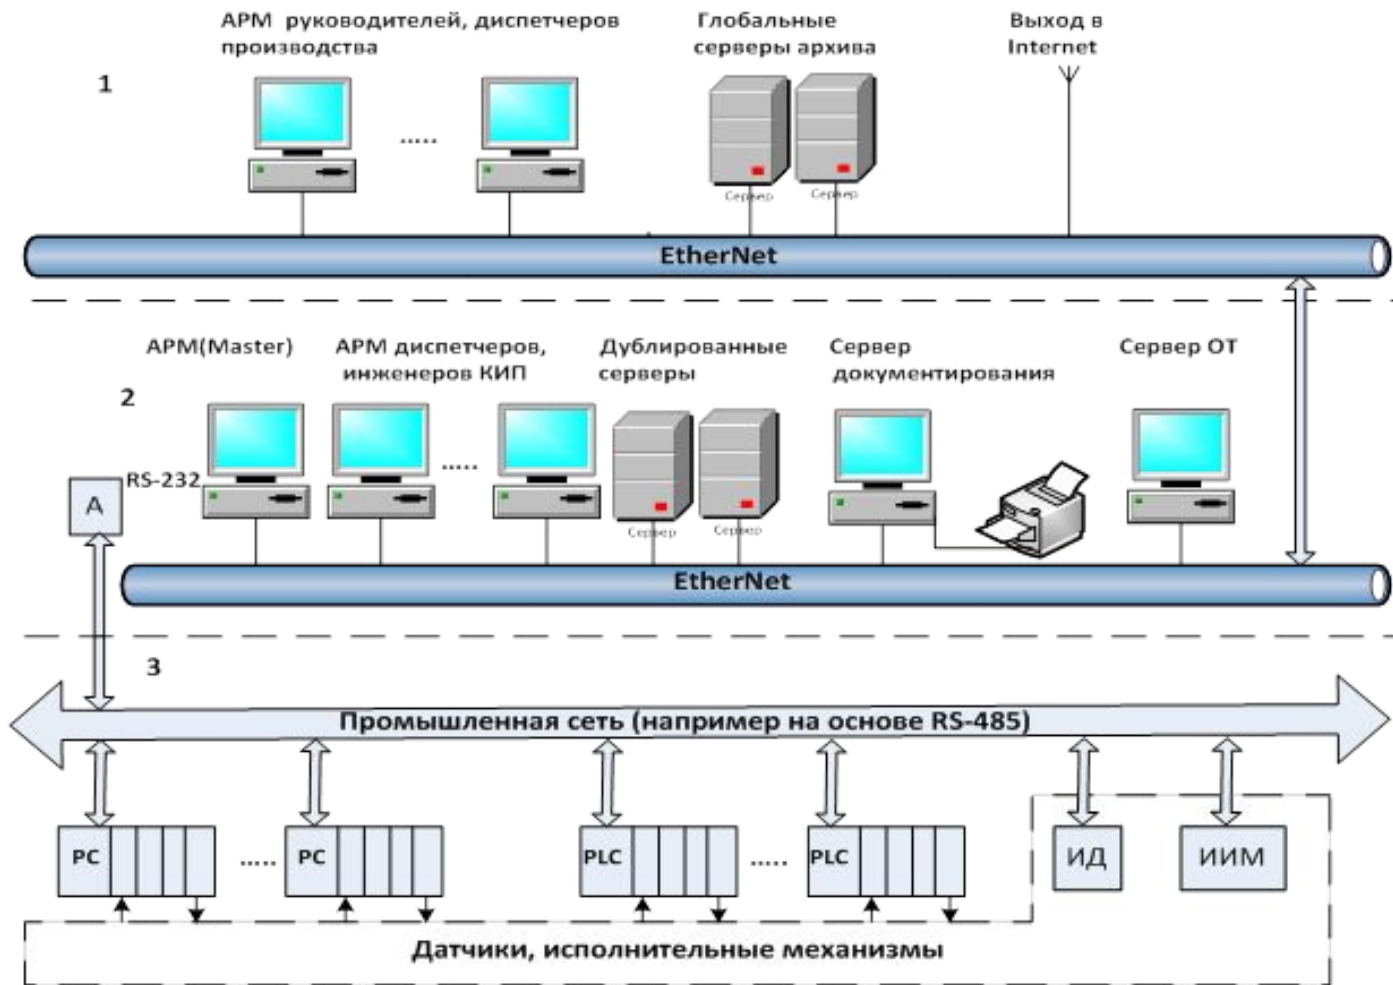 АРМ руководителей, диспетчеров
производства
Глобальные
серверы архива
Выход в
Internet
1
.....
Сервер
Сервер
EtherNet
АРМ(Master)
АРМ диспетчеров,
инженеров КИП
Дублированные
серверы
Сервер
документирования
Сервер ОТ
2
RS-232
А
.....
Сервер
Сервер
EtherNet
3
Промышленная сеть (например на основе RS-485)
PC
.....
PC
PLC
.....
PLC
ИД
ИИМ
Датчики, исполнительные механизмы